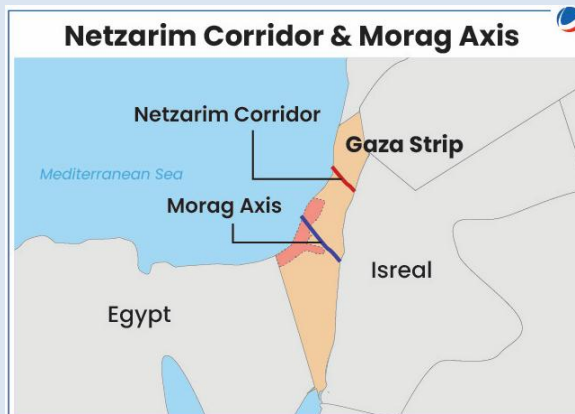 Netzarim Corridor & Morag Axis
Netzarim Corridor
Gaza Strip
Mediterranean Sea
Morag Axis
Isreal
Egypt